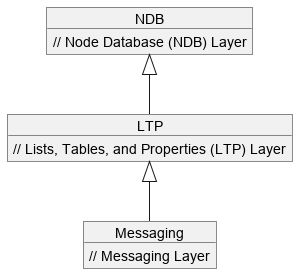 NDB
// Node Database (NDB) Layer
LTP
// Lists, Tables, and Properties (LTP) Layer
Messaging
// Messaging Layer